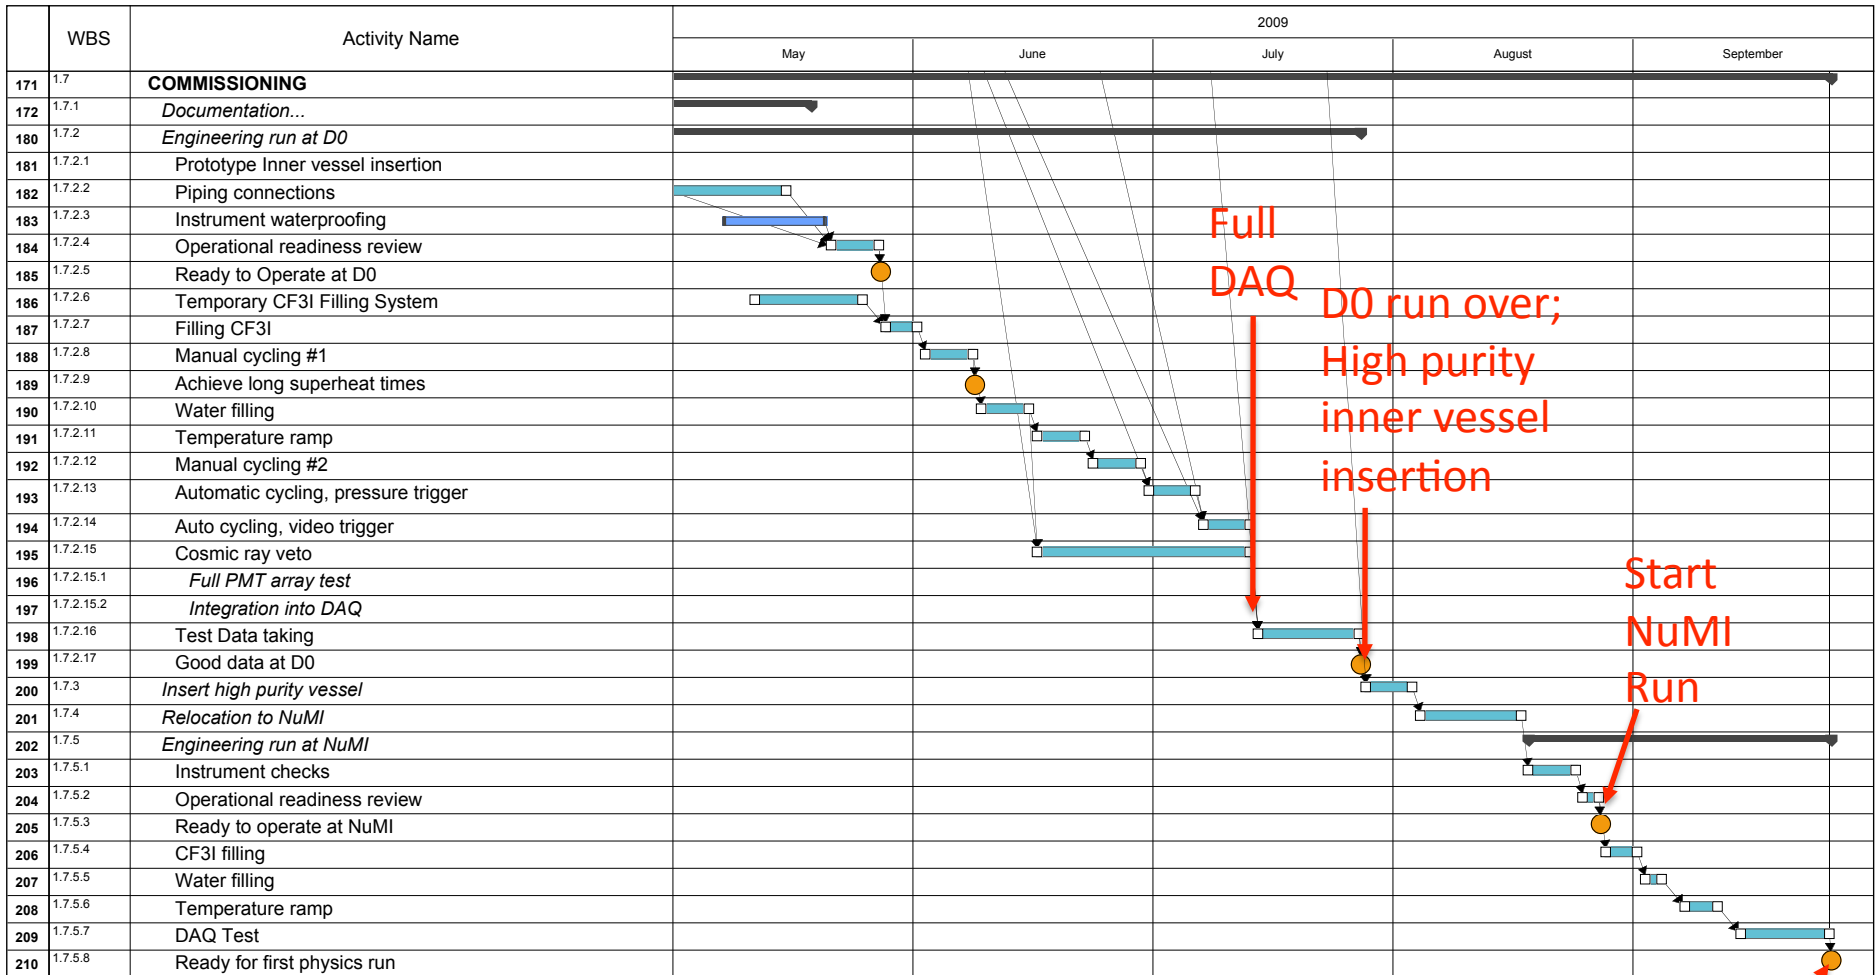 2009
WBS Activity Name May June July August September
171 1.7 COMMISSIONING
172 1.7.1 Documentation...
180 1.7.2 Engineering run at D0
181 1.7.2.1 Prototype Inner vessel insertion
182 1.7.2.2 Piping connections
183 1.7.2.3 Instrument waterproofing
184 1.7.2.4 Operational readiness review
185 1.7.2.5 Ready to Operate at D0
186 1.7.2.6 Temporary CF3I Filling System
187 1.7.2.7 Filling CF3I
188 1.7.2.8 Manual cycling #1
189 1.7.2.9 Achieve long superheat times
190 1.7.2.10 Water filling
191 1.7.2.11 Temperature ramp
192 1.7.2.12 Manual cycling #2
193 1.7.2.13 Automatic cycling, pressure trigger
194 1.7.2.14 Auto cycling, video trigger
195 1.7.2.15 Cosmic ray veto
196 1.7.2.15.1 Full PMT array test
197 1.7.2.15.2 Integration into DAQ
198 1.7.2.16 Test Data taking
199 1.7.2.17 Good data at D0
200 1.7.3 Insert high purity vessel
201 1.7.4 Relocation to NuMI
202 1.7.5 Engineering run at NuMI
203 1.7.5.1 Instrument checks
204 1.7.5.2 Operational readiness review
205 1.7.5.3 Ready to operate at NuMI
206 1.7.5.4 CF3I filling
207 1.7.5.5 Water filling
208 1.7.5.6 Temperature ramp
209 1.7.5.7 DAQ Test
210 1.7.5.8 Ready for first physics run
Full
DAQ
D0 run over;
High purity
inner vessel
insertion
Start
NuMI
Run